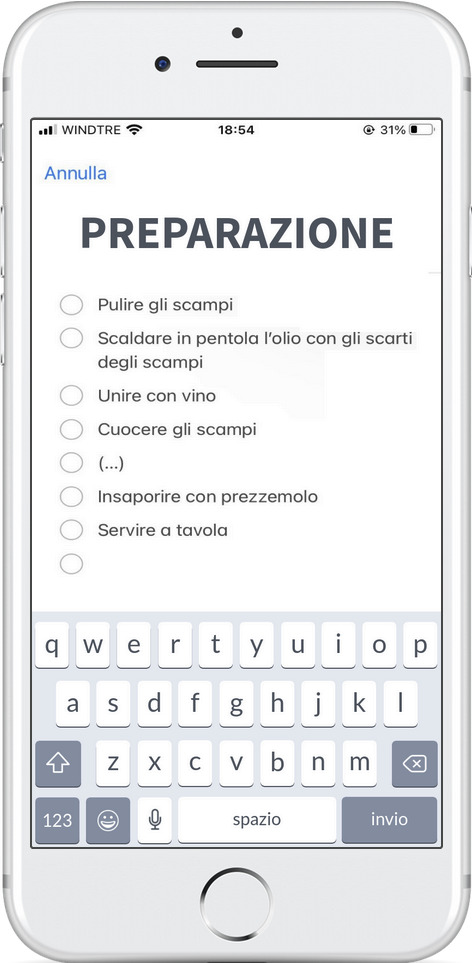 WINDTRE 18:54 31%
Annulla
PREPARAZIONE
Pulire gli scampi
Scaldare in pentola l’olio con gli scarti
degli scampi
Unire con vino
Cuocere gli scampi
(...)
Insaporire con prezzemolo
Servire a tavola
q w e r t y u i o p
a s d f g h j k l
z x c v b n m
123 spazio invio